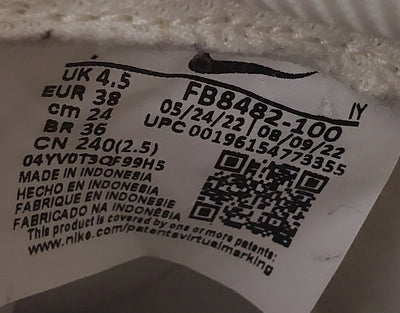 UK 4.5
EUR 38
cm 24
BR 36
CN 240(2.5)
04YV0T3QF99H5
MADE IN INDONESIA
HECHO EN INDONESIA
FABRIQUE EN INDONESIE
FABRICADO NA INDONÉSIA
This product is covered by one or more patents:
www.nike.com/patentsvirtualmarking
FB8482-100
IY
05/24/22 | 08/09/22
UPC 00196154773355